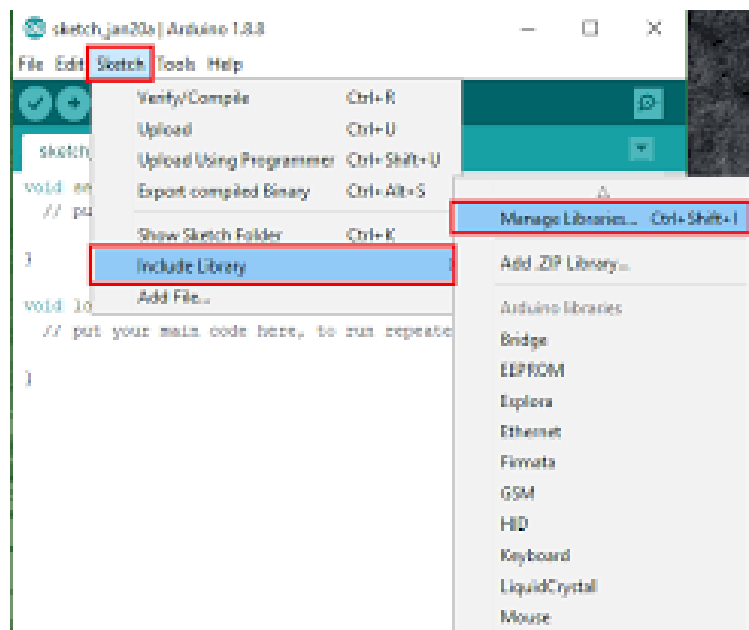 sketch_jan20a | Arduino 1.8.8
File Edit Sketch Tools Help
Verify/Compile Ctrl+R
Upload Ctrl+U
Upload Using Programmer Ctrl+Shift+U
Export compiled Binary Ctrl+Alt+S
Show Sketch Folder Ctrl+K
Include Library
Add File...
sketch
void
// pu
}
void lo
// put your main code here, to run repeate
}
Manage Libraries... Ctrl+Shift+I
Add .ZIP Library...
Arduino libraries
Bridge
EEPROM
Esplora
Ethernet
Firmata
GSM
HID
Keyboard
LiquidCrystal
Mouse